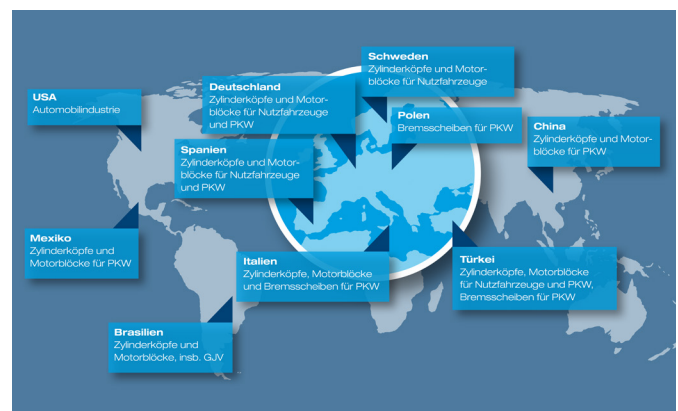 Schweden
Zylinderköpfe und Motor-
blöcke für Nutzfahrzeuge
Deutschland
Zylinderköpfe und Motor-
blöcke für Nutzfahrzeuge
und PKW
USA
Automobilindustrie
Polen
Bremsscheiben für PKW
China
Zylinderköpfe und Motor-
blöcke für PKW
Spanien
Zylinderköpfe und Motor-
blöcke für Nutzfahrzeuge
und PKW
Mexiko
Zylinderköpfe und
Motorblöcke für PKW
Italien
Zylinderköpfe, Motorblöcke
und Bremsscheiben für PKW
Türkei
Zylinderköpfe, Motorblöcke
für Nutzfahrzeuge und PKW,
Bremsscheiben für PKW
Brasilien
Zylinderköpfe und
Motorblöcke, insb. GJV